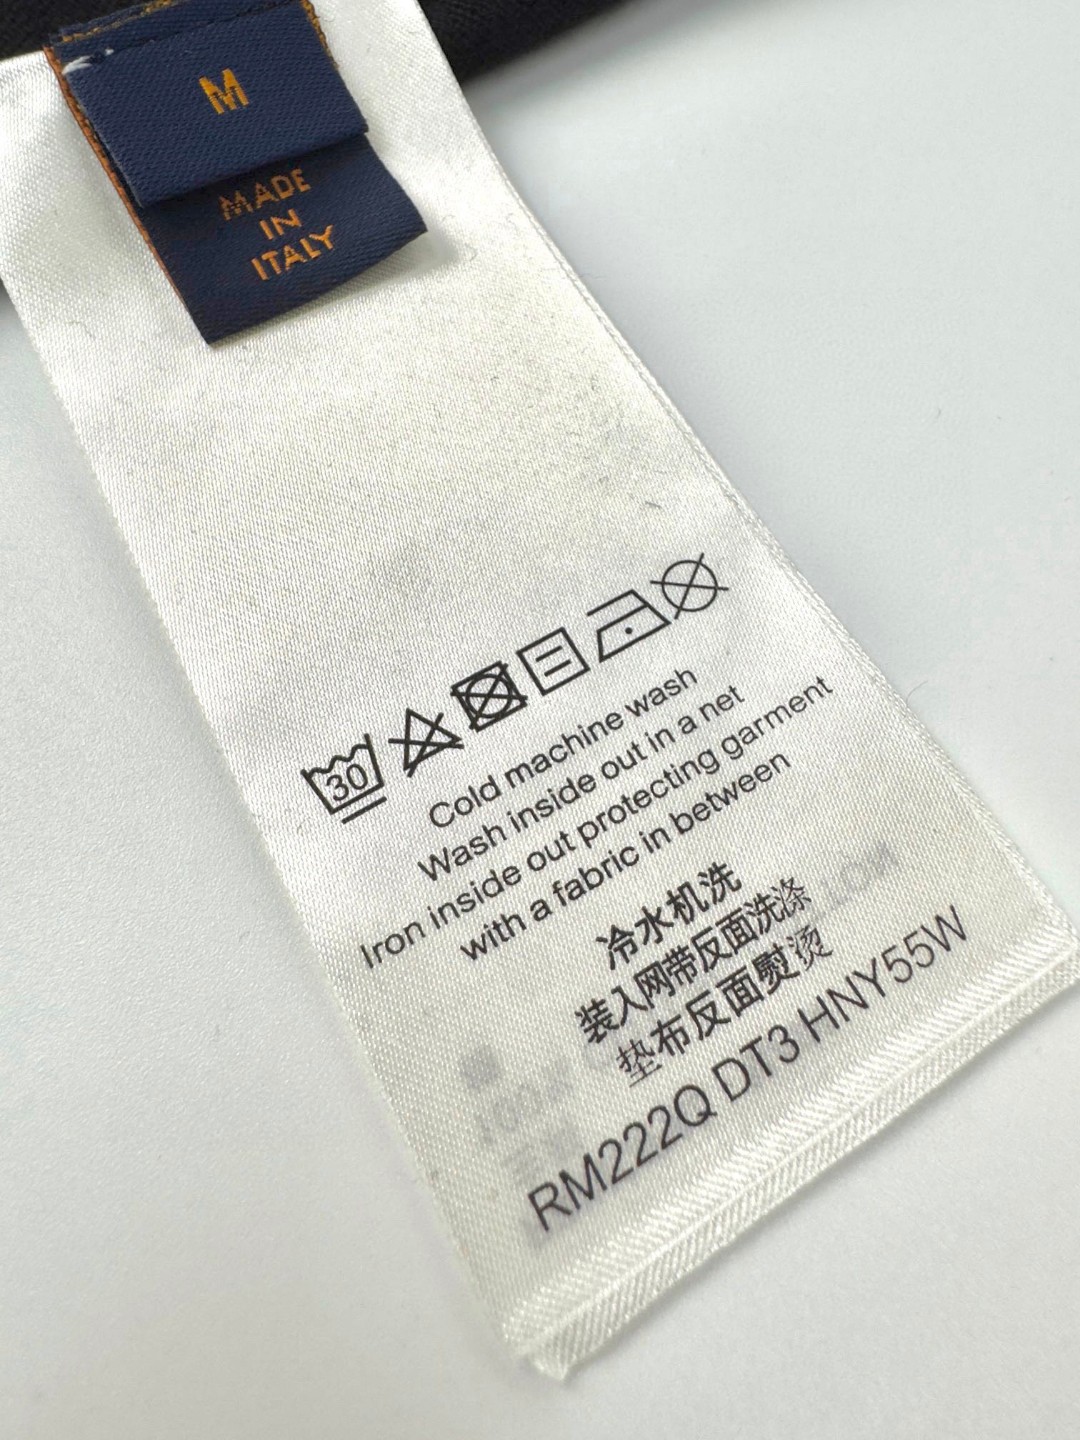 M
MADE
IN
ITALY
30
Cold machine wash
Wash inside out in a net
Iron inside out protecting garment
with a fabric in between
冷水机洗
装入网带反面洗涤
垫布反面熨烫
RM222Q DT3 HNY55W